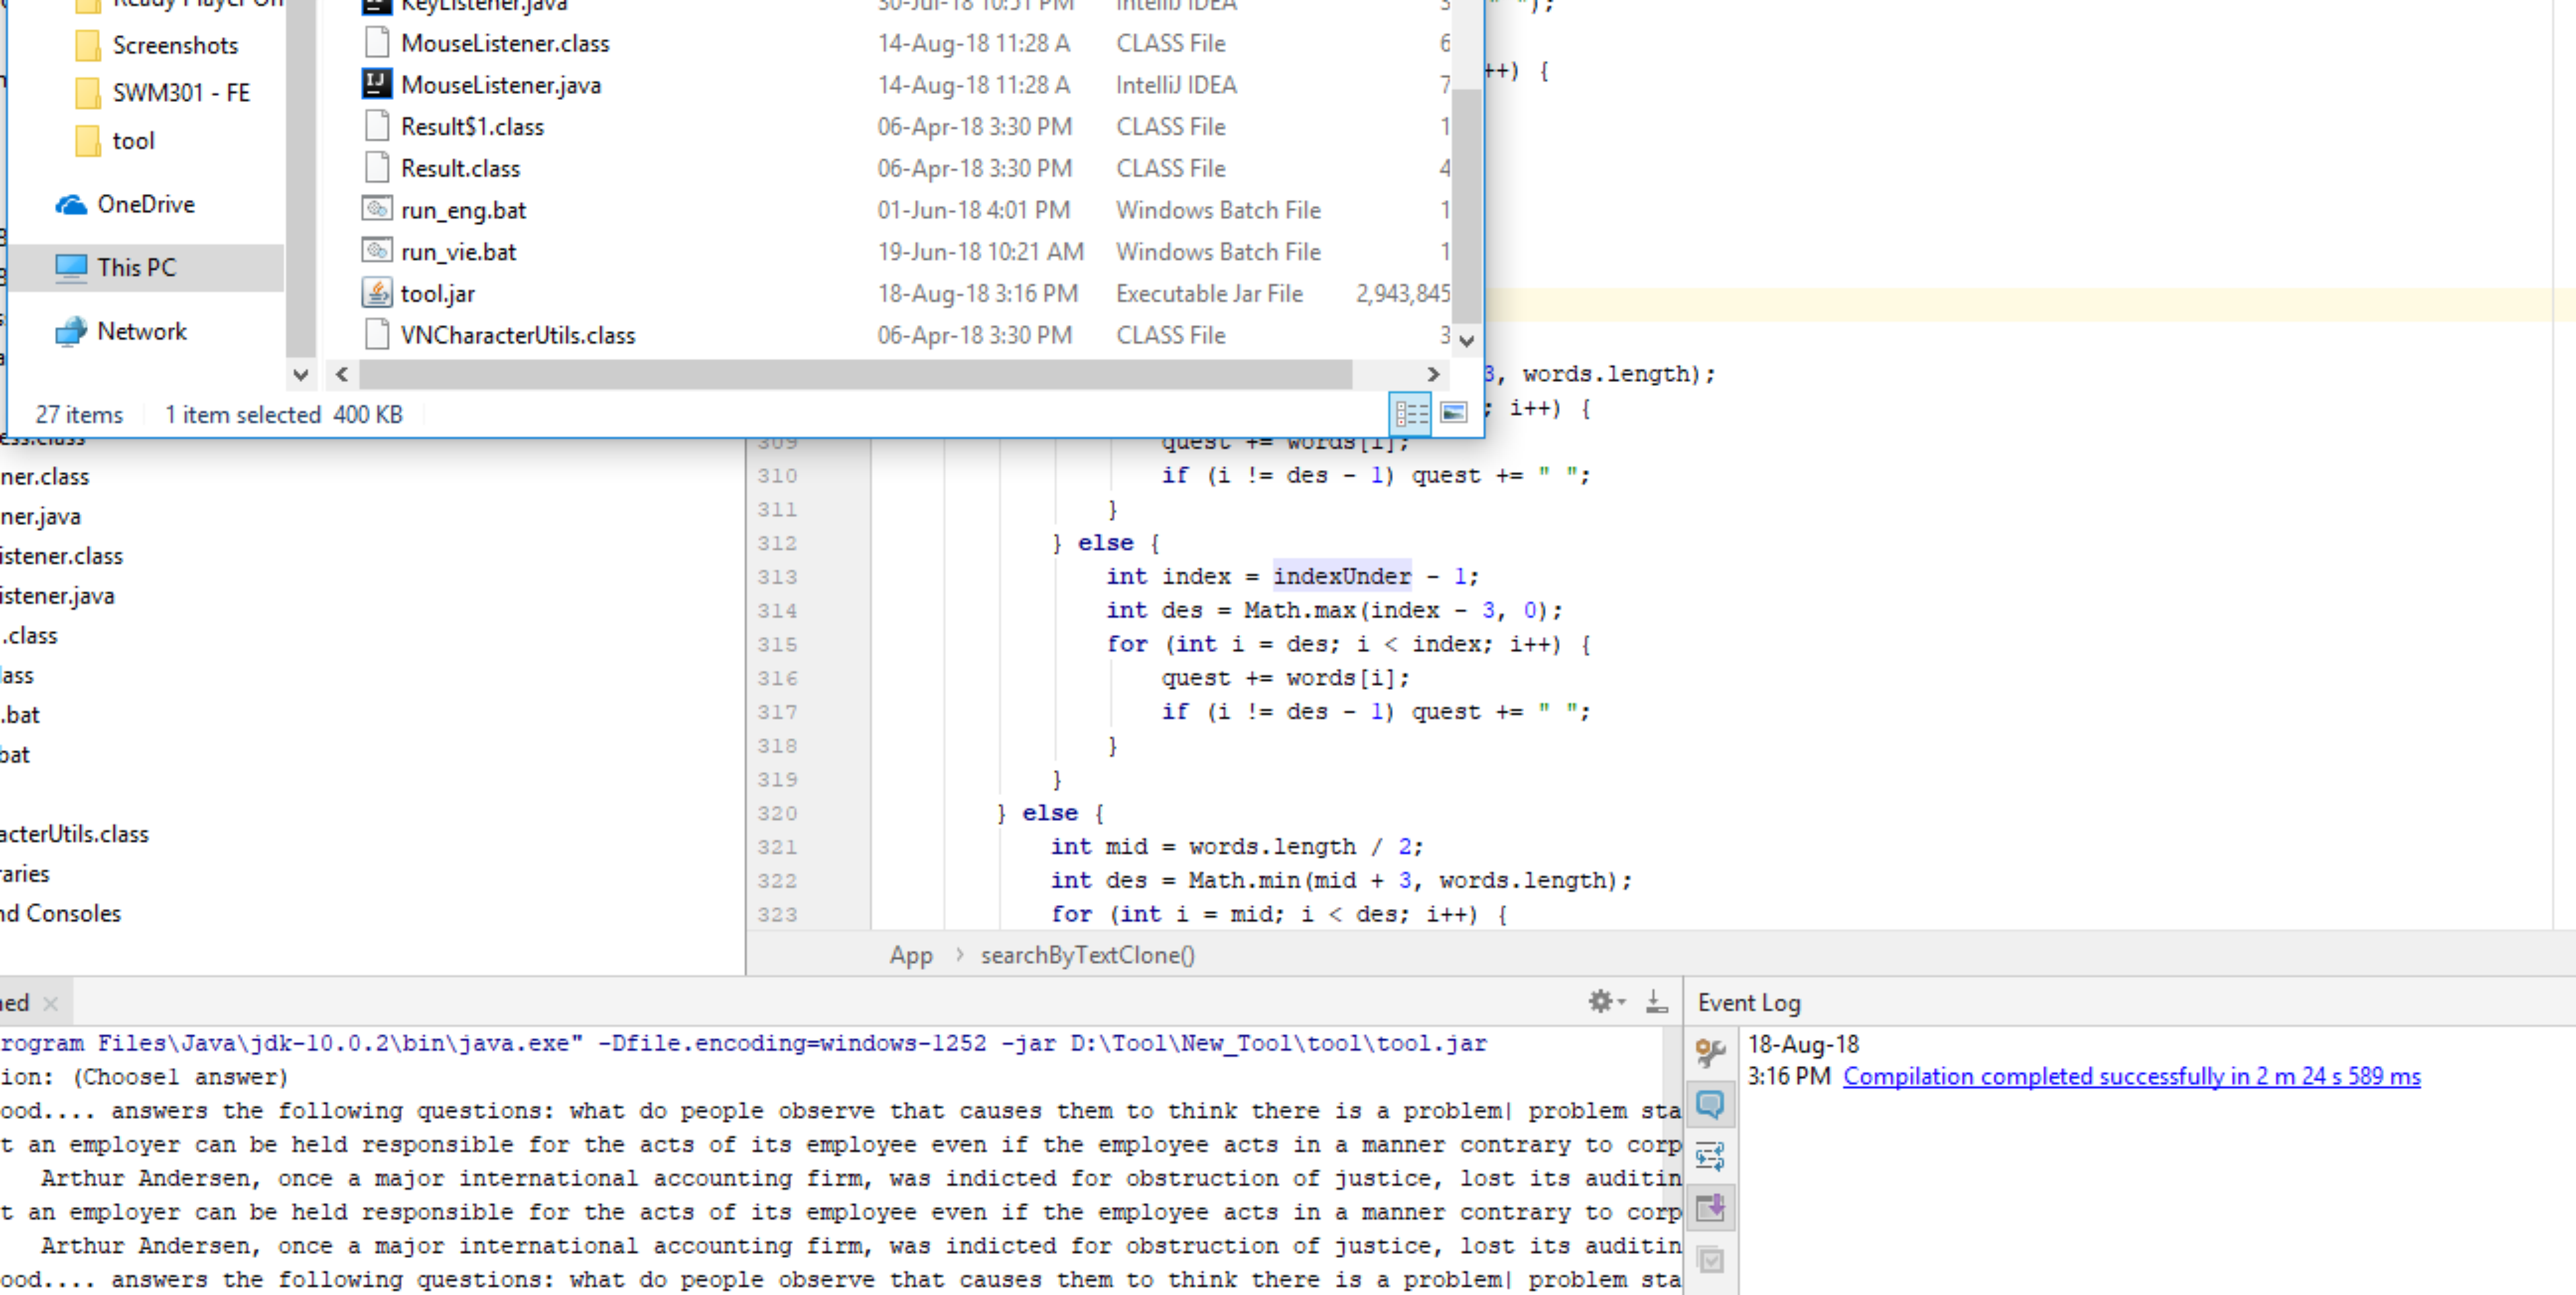 Screenshots
SWM301 - FE
tool
OneDrive
This PC
Network
KeyListener.java 30-Jul-18 10:51 PM IntelliJ IDEA
MouseListener.class 14-Aug-18 11:28 A CLASS File 6
MouseListener.java 14-Aug-18 11:28 A IntelliJ IDEA 7
Result$1.class 06-Apr-18 3:30 PM CLASS File 1
Result.class 06-Apr-18 3:30 PM CLASS File 4
run_eng.bat 01-Jun-18 4:01 PM Windows Batch File 1
run_vie.bat 19-Jun-18 10:21 AM Windows Batch File 1
tool.jar 18-Aug-18 3:16 PM Executable Jar File 2,943,845
VNCharacterUtils.class 06-Apr-18 3:30 PM CLASS File 3
27 items 1 item selected 400 KB
" ");
++) {
3, words.length);
; i++) {
ess.class
ner.class
ner.java
istener.class
istener.java
.class
lass
.bat
bat
acterUtils.class
raries
nd Consoles
309 quest += words[i];
310 if (i != des - 1) quest += " ";
311 }
312 } else {
313 int index = indexUnder - 1;
314 int des = Math.max(index - 3, 0);
315 for (int i = des; i < index; i++) {
316 quest += words[i];
317 if (i != des - 1) quest += " ";
318 }
319 }
320 } else {
321 int mid = words.length / 2;
322 int des = Math.min(mid + 3, words.length);
323 for (int i = mid; i < des; i++) {
App > searchByTextClone()
ned
rogram Files\Java\jdk-10.0.2\bin\java.exe" -Dfile.encoding=windows-1252 -jar D:\Tool\New_Tool\tool\tool.jar
ion: (Choose1 answer)
ood.... answers the following questions: what do people observe that causes them to think there is a problem| problem sta
t an employer can be held responsible for the acts of its employee even if the employee acts in a manner contrary to corp
Arthur Andersen, once a major international accounting firm, was indicted for obstruction of justice, lost its auditin
t an employer can be held responsible for the acts of its employee even if the employee acts in a manner contrary to corp
Arthur Andersen, once a major international accounting firm, was indicted for obstruction of justice, lost its auditin
ood.... answers the following questions: what do people observe that causes them to think there is a problem| problem sta
Event Log
18-Aug-18
3:16 PM Compilation completed successfully in 2 m 24 s 589 ms